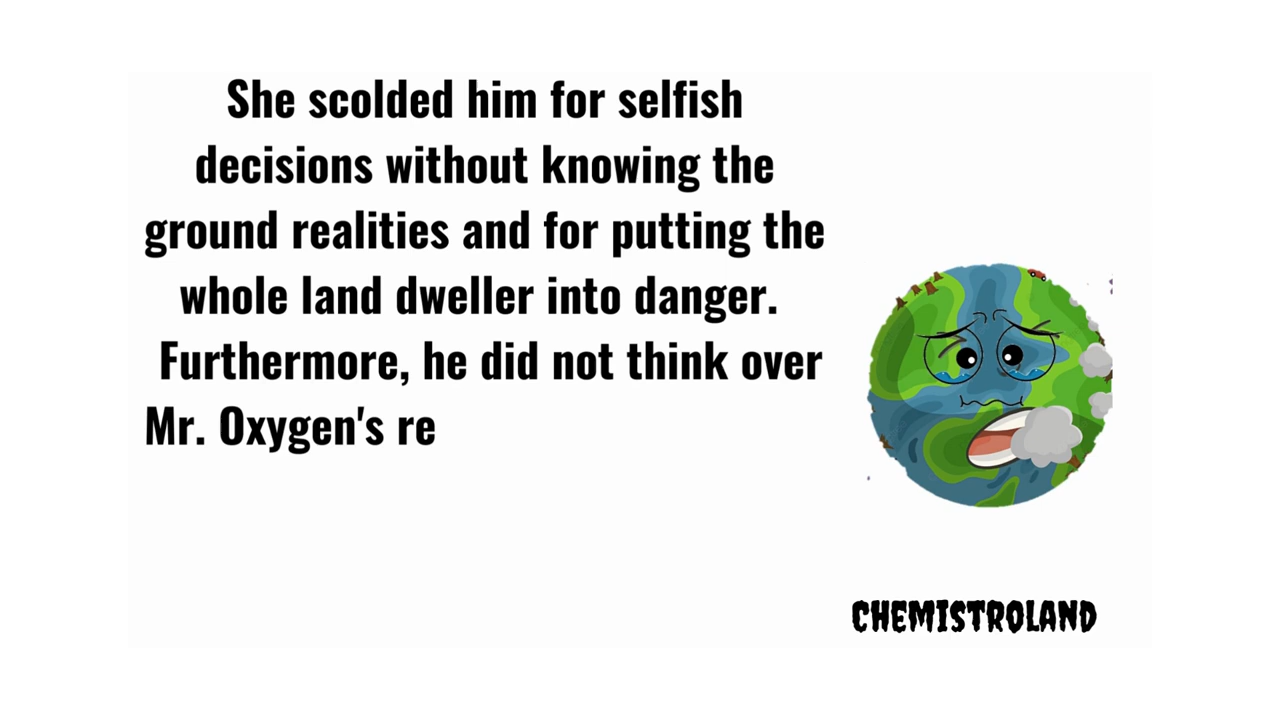 She scolded him for selfish
decisions without knowing the
ground realities and for putting the
whole land dweller into danger.
Furthermore, he did not think over
Mr. Oxygen's re
CHEMISTROLAND